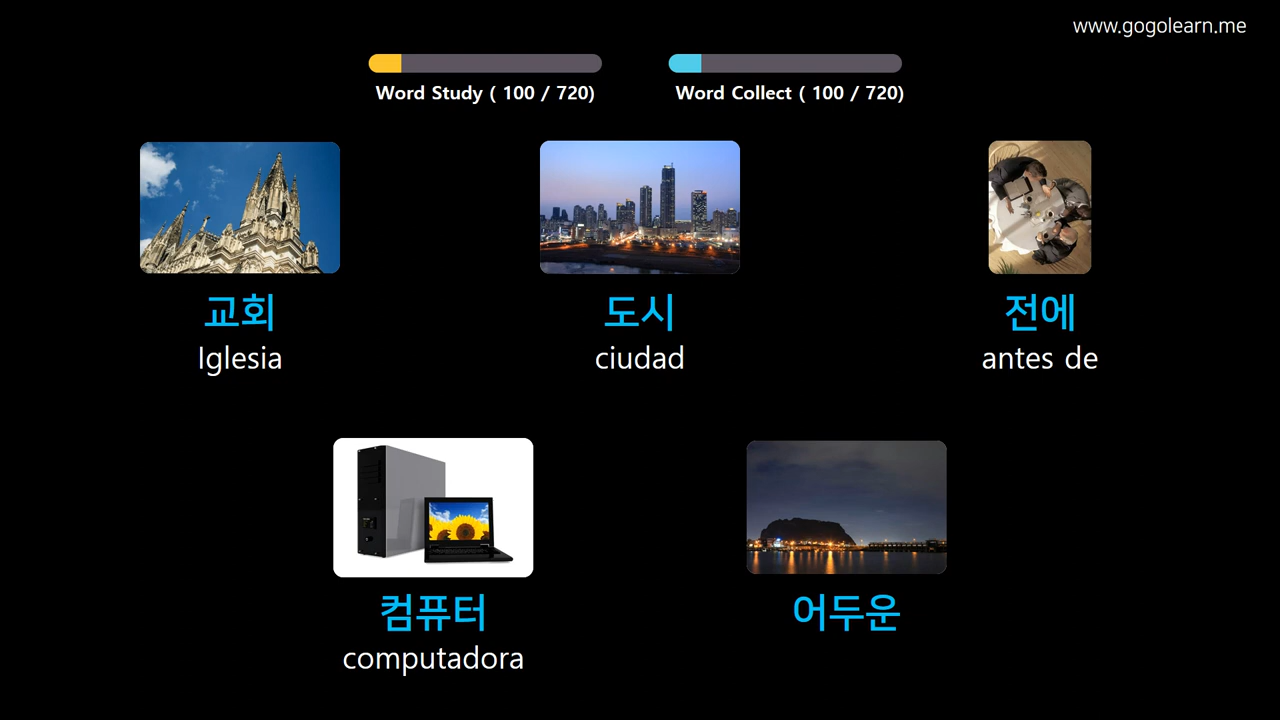 www.gogolearn.me
Word Study ( 100 / 720)
Word Collect ( 100 / 720)
교회
Iglesia
도시
ciudad
전에
antes de
컴퓨터
computadora
어두운